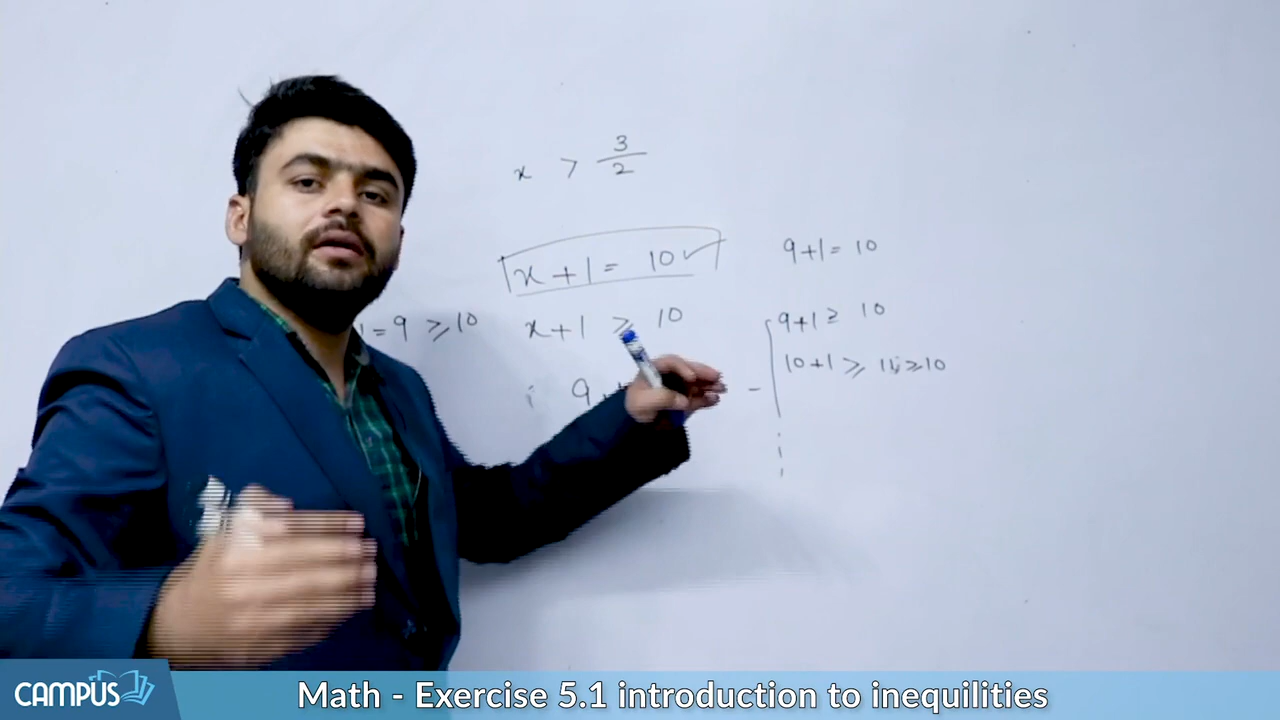 x > 3/2
x + 1 = 10 ✓
9+1 = 10
1 = 9 ⩾ 10
x+1 ⩾ 10
9+1 ≥ 10
10+1 ⩾ 11 ⩾ 10
9
CAMPUS
Math - Exercise 5.1 introduction to inequilities